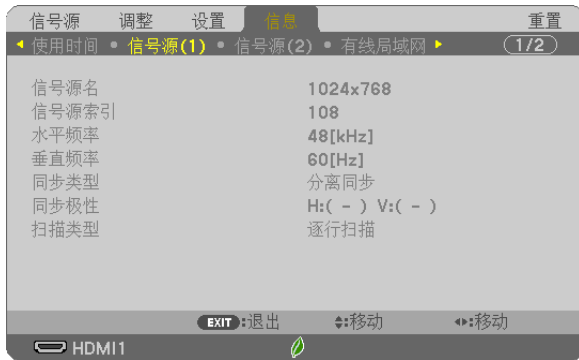 信号源 调整 设置 信息 重置
使用时间 • 信号源(1) • 信号源(2) • 有线局域网 1/2
信号源名 1024x768
信号源索引 108
水平频率 48[kHz]
垂直频率 60[Hz]
同步类型 分离同步
同步极性 H:( - ) V:( - )
扫描类型 逐行扫描
EXIT:退出 :移动 :移动
HDMI1